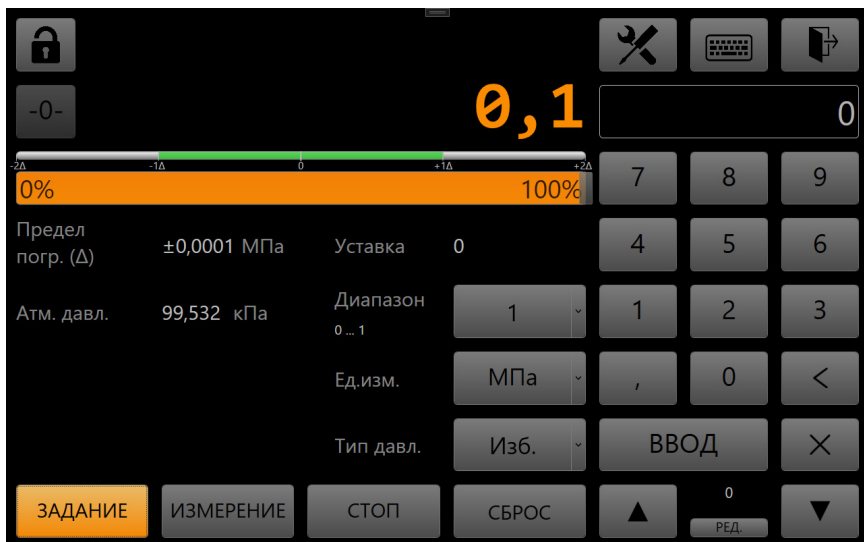 -0-
0,1
0
-2Δ -1Δ 0 +1Δ +2Δ
0% 100%
7 8 9
Предел
погр. (Δ)
±0,0001 МПа
Уставка 0
4 5 6
Атм. давл. 99,532 кПа
Диапазон
0 ... 1
1
1 2 3
Ед.изм. МПа
, 0 <
Тип давл. Изб.
ВВОД
ЗАДАНИЕ ИЗМЕРЕНИЕ СТОП СБРОС
0
РЕД.